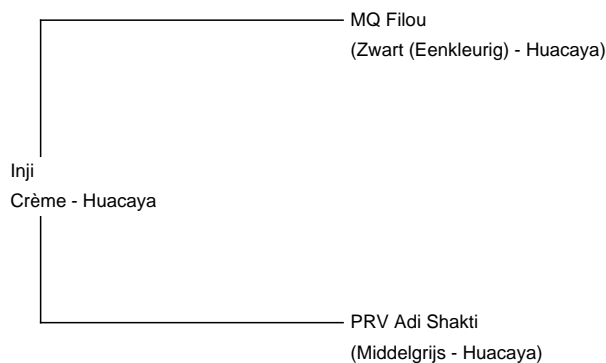 MQ Filou
(Zwart (Eenkleurig) - Huacaya)
Inji
Crème - Huacaya
PRV Adi Shakti
(Middelgrijs - Huacaya)